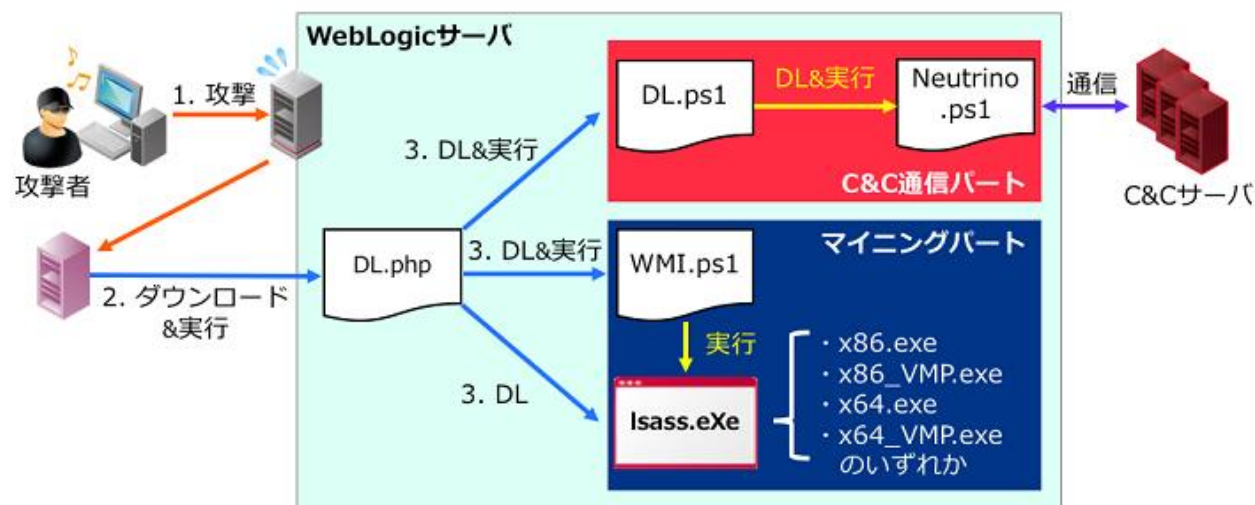 WebLogicサーバ
1. 攻撃
攻撃者
DL.ps1
DL&実行
Neutrino
.ps1
通信
C&C通信パート
C&Cサーバ
3. DL&実行
マイニングパート
DL.php
3. DL&実行
WMI.ps1
2. ダウンロード
&実行
実行
3. DL
lsass.eXe
・x86.exe
・x86_VMP.exe
・x64.exe
・x64_VMP.exe
のいずれか